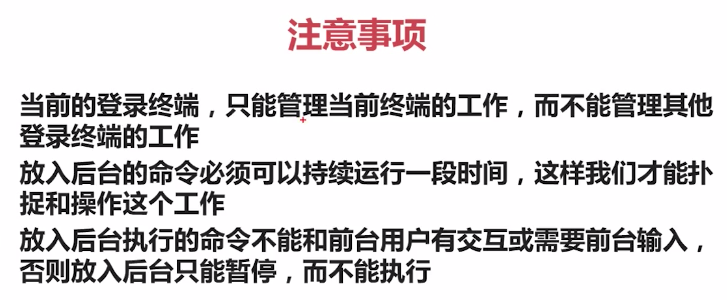 注意事项
当前的登录终端，只能管理当前终端的工作，而不能管理其他
登录终端的工作
放入后台的命令必须可以持续运行一段时间，这样我们才能扑
捉和操作这个工作
放入后台执行的命令不能和前台用户有交互或需要前台输入，
否则放入后台只能暂停，而不能执行